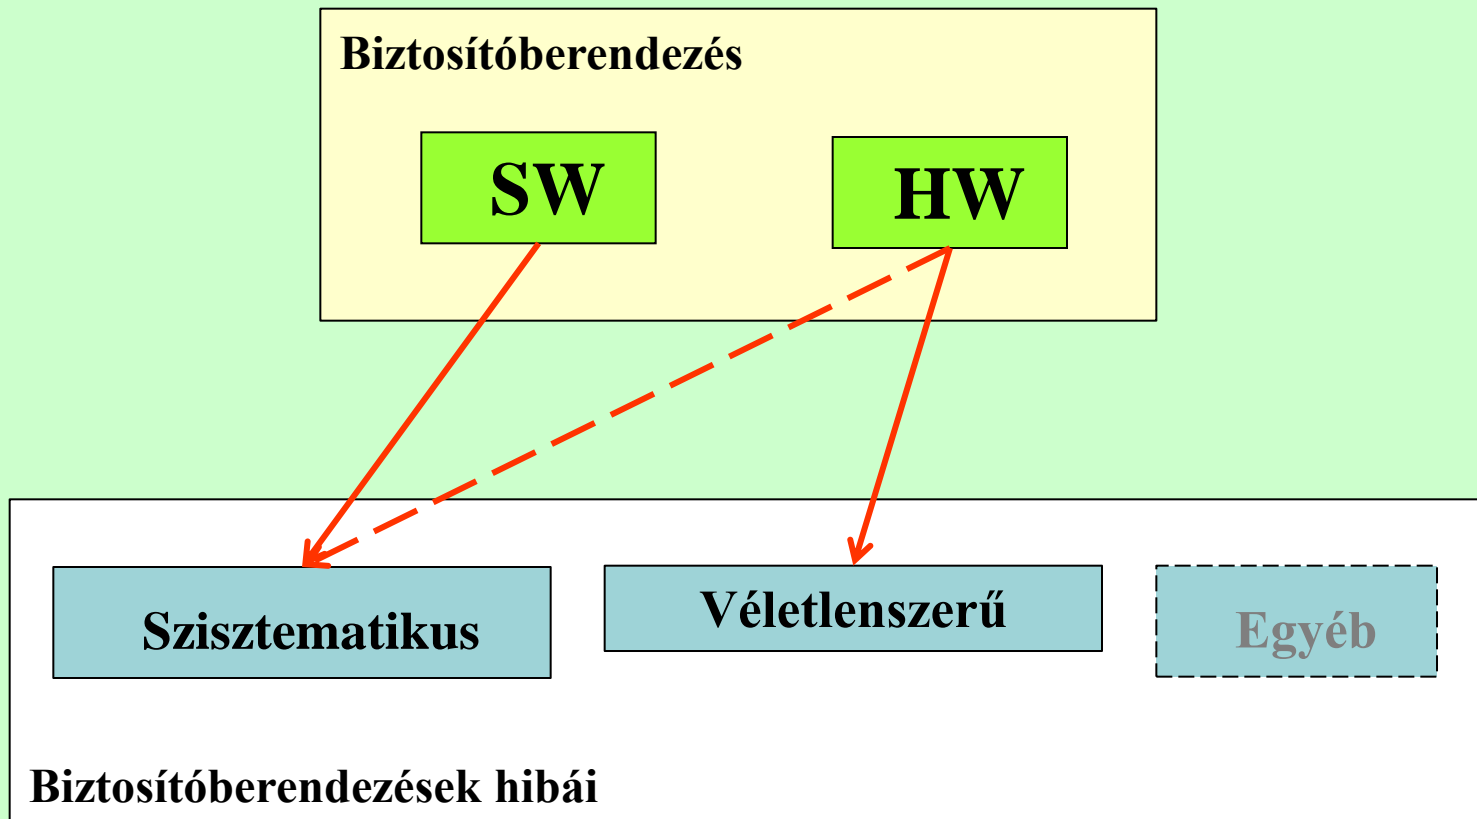 Biztosítóberendezés
SW
HW
Szisztematikus
Véletlenszerű
Egyéb
Biztosítóberendezések hibái